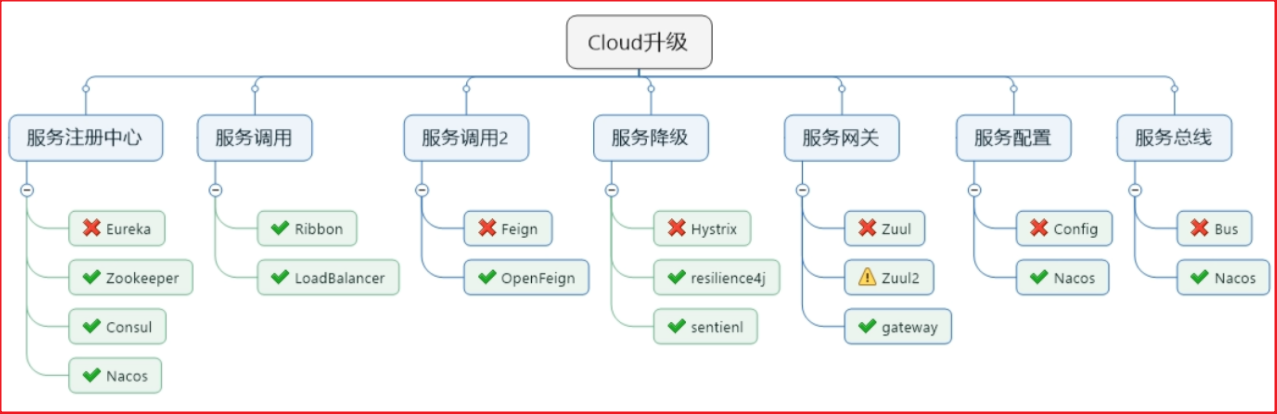 Cloud升级
服务注册中心
服务调用
服务调用2
服务降级
服务网关
服务配置
服务总线
Eureka
Ribbon
Feign
Hystrix
Zuul
Config
Bus
Zookeeper
LoadBalancer
OpenFeign
resilience4j
Zuul2
Nacos
Nacos
Consul
sentienl
gateway
Nacos